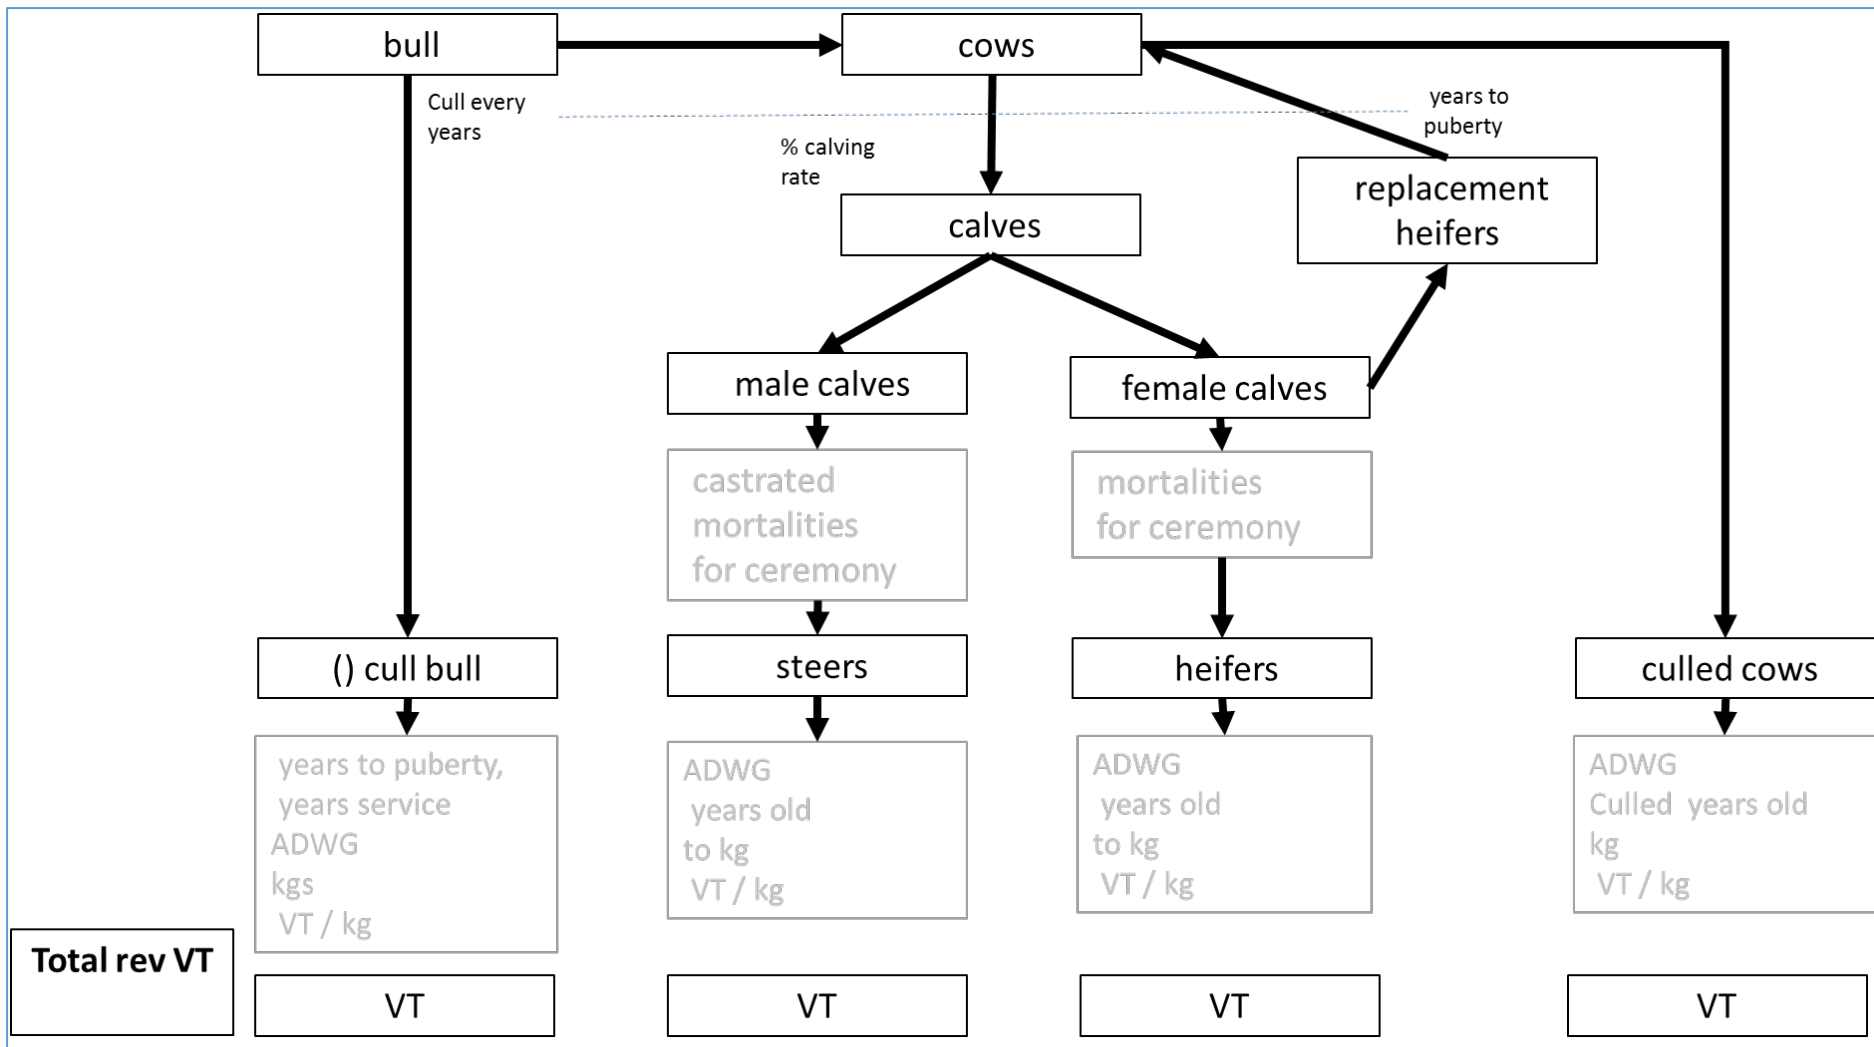 bull
cows
Cull every
years
% calving
rate
years to
puberty
replacement
heifers
calves
male calves
female calves
castrated
mortalities
for ceremony
mortalities
for ceremony
() cull bull
steers
heifers
culled cows
years to puberty,
years service
ADWG
kgs
VT / kg
ADWG
years old
to kg
VT / kg
ADWG
years old
to kg
VT / kg
ADWG
Culled  years old
kg
VT / kg
Total rev VT
VT
VT
VT
VT